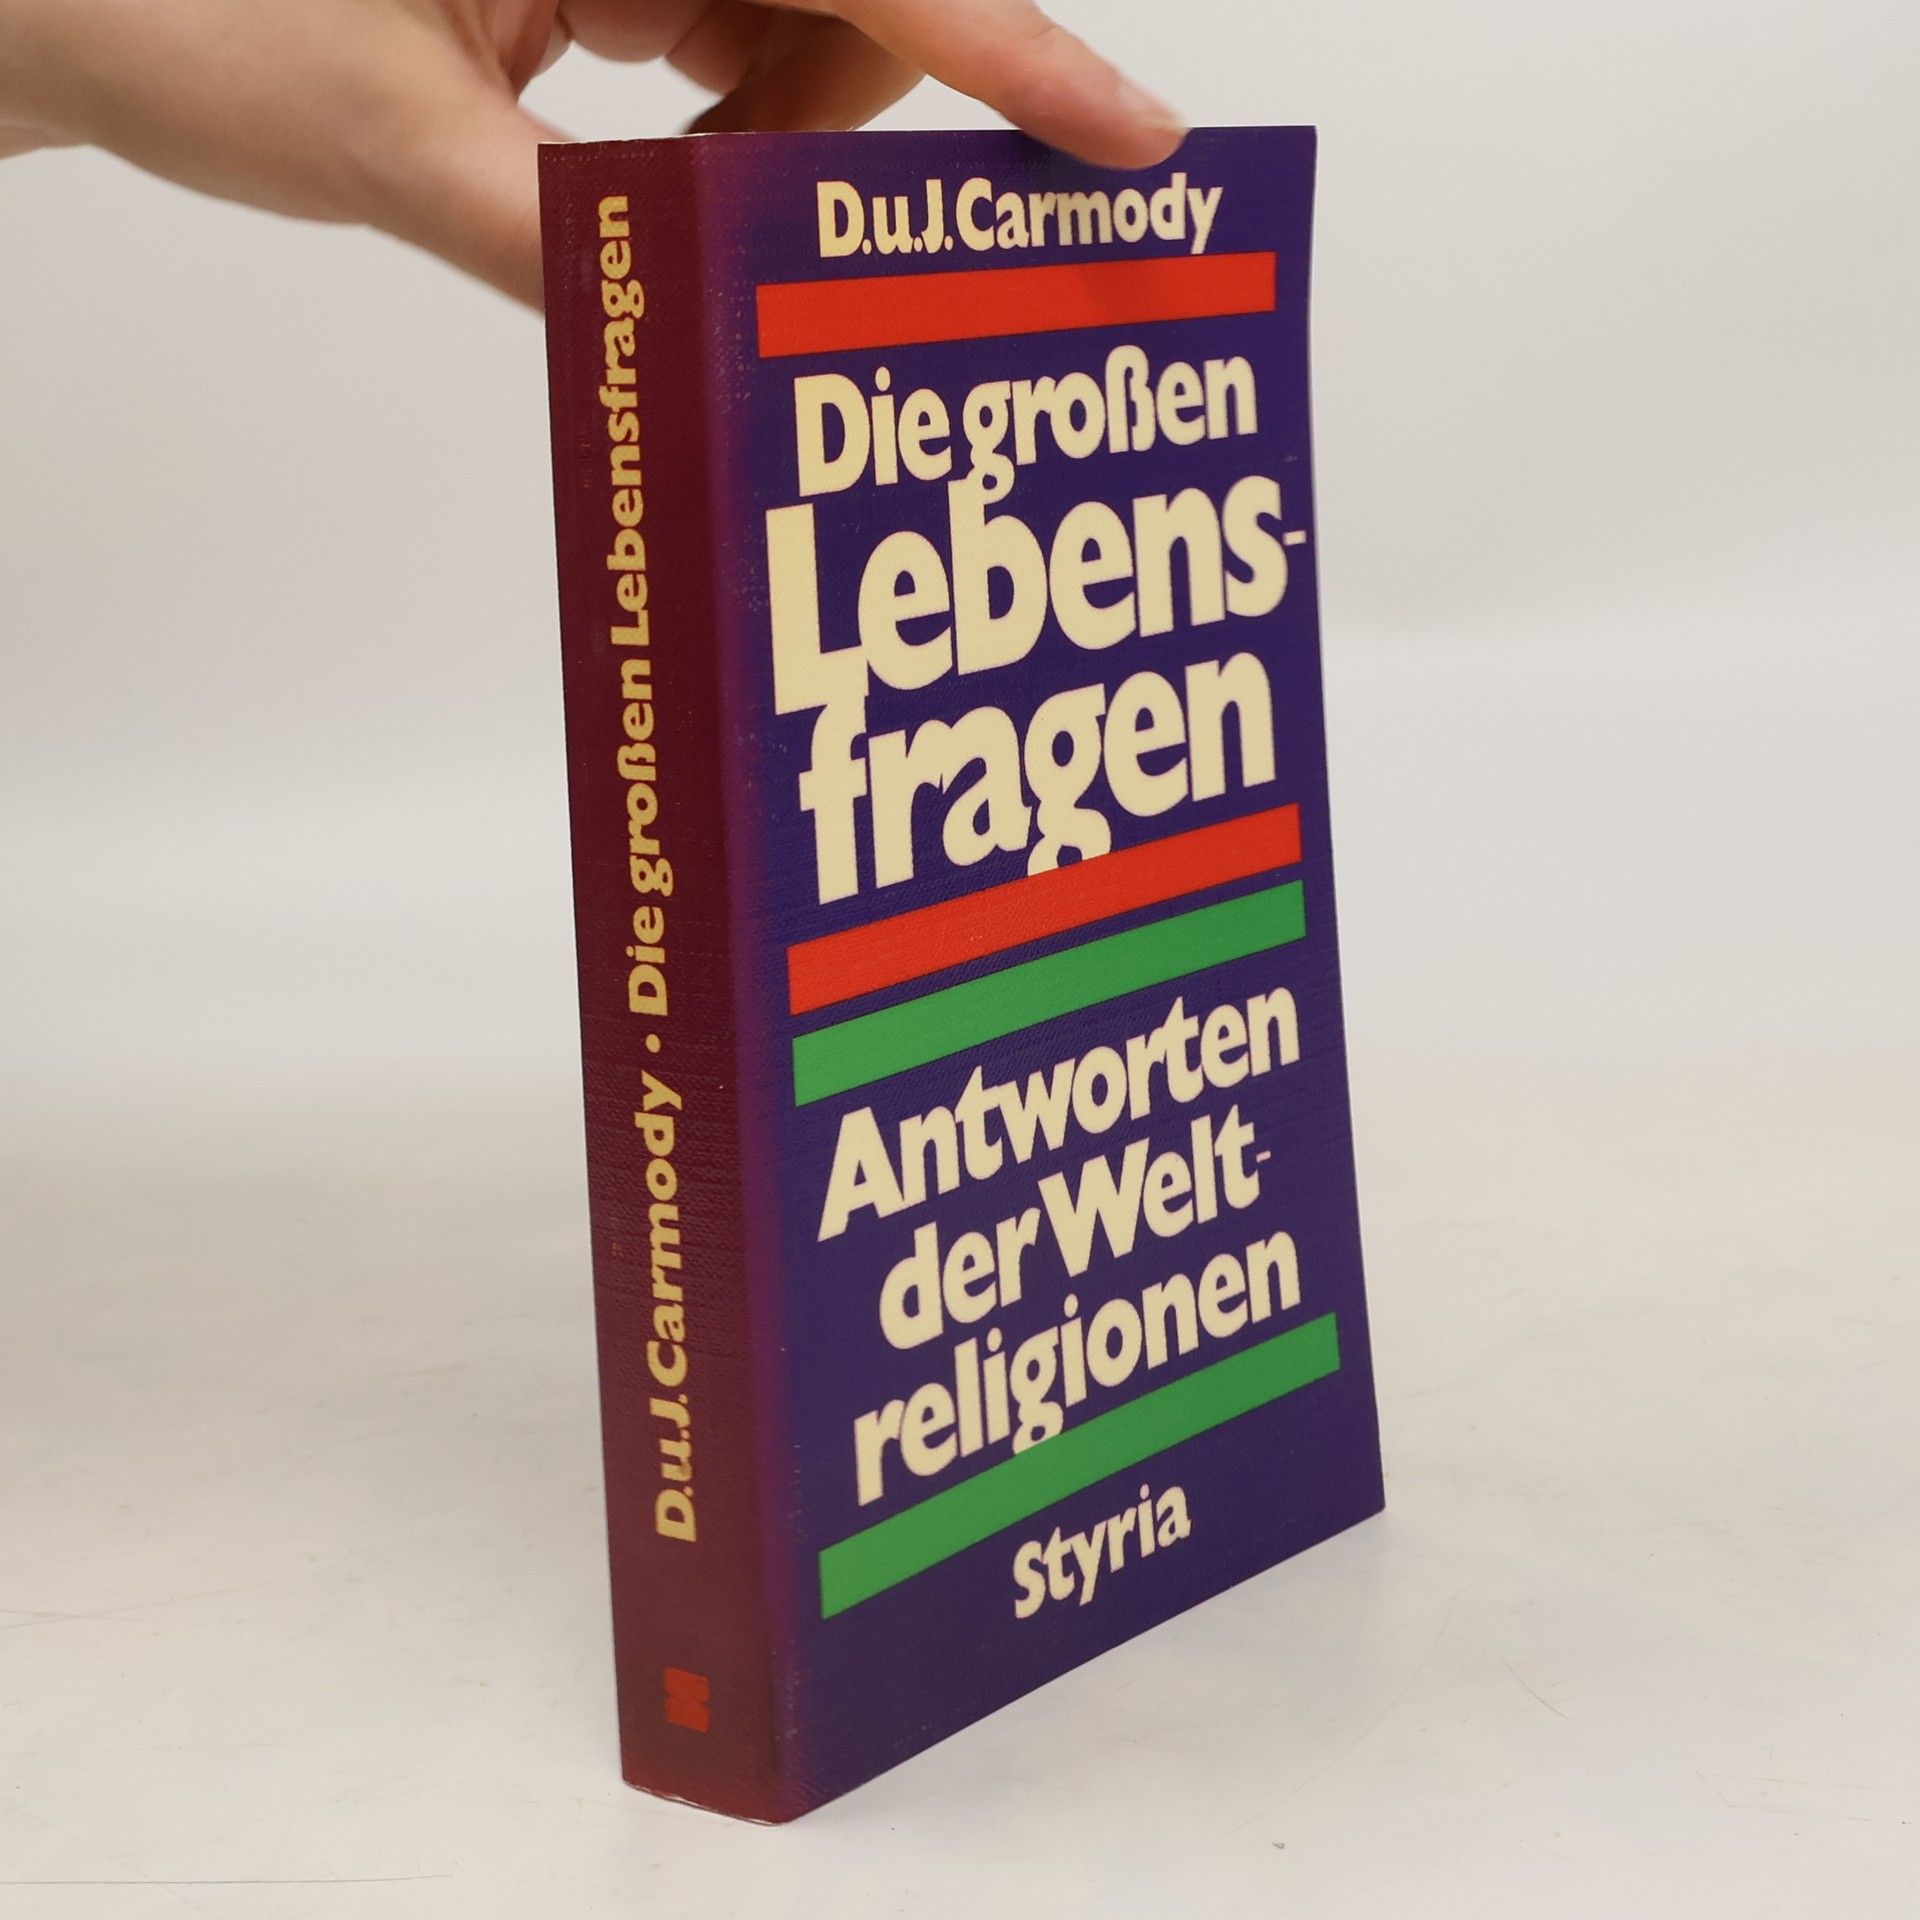 D.u.J. Carmody · Die großen Lebensfragen
D.u.J. Carmody
Die großen
Lebens-
fragen
Antworten
der Welt-
religionen
Styria